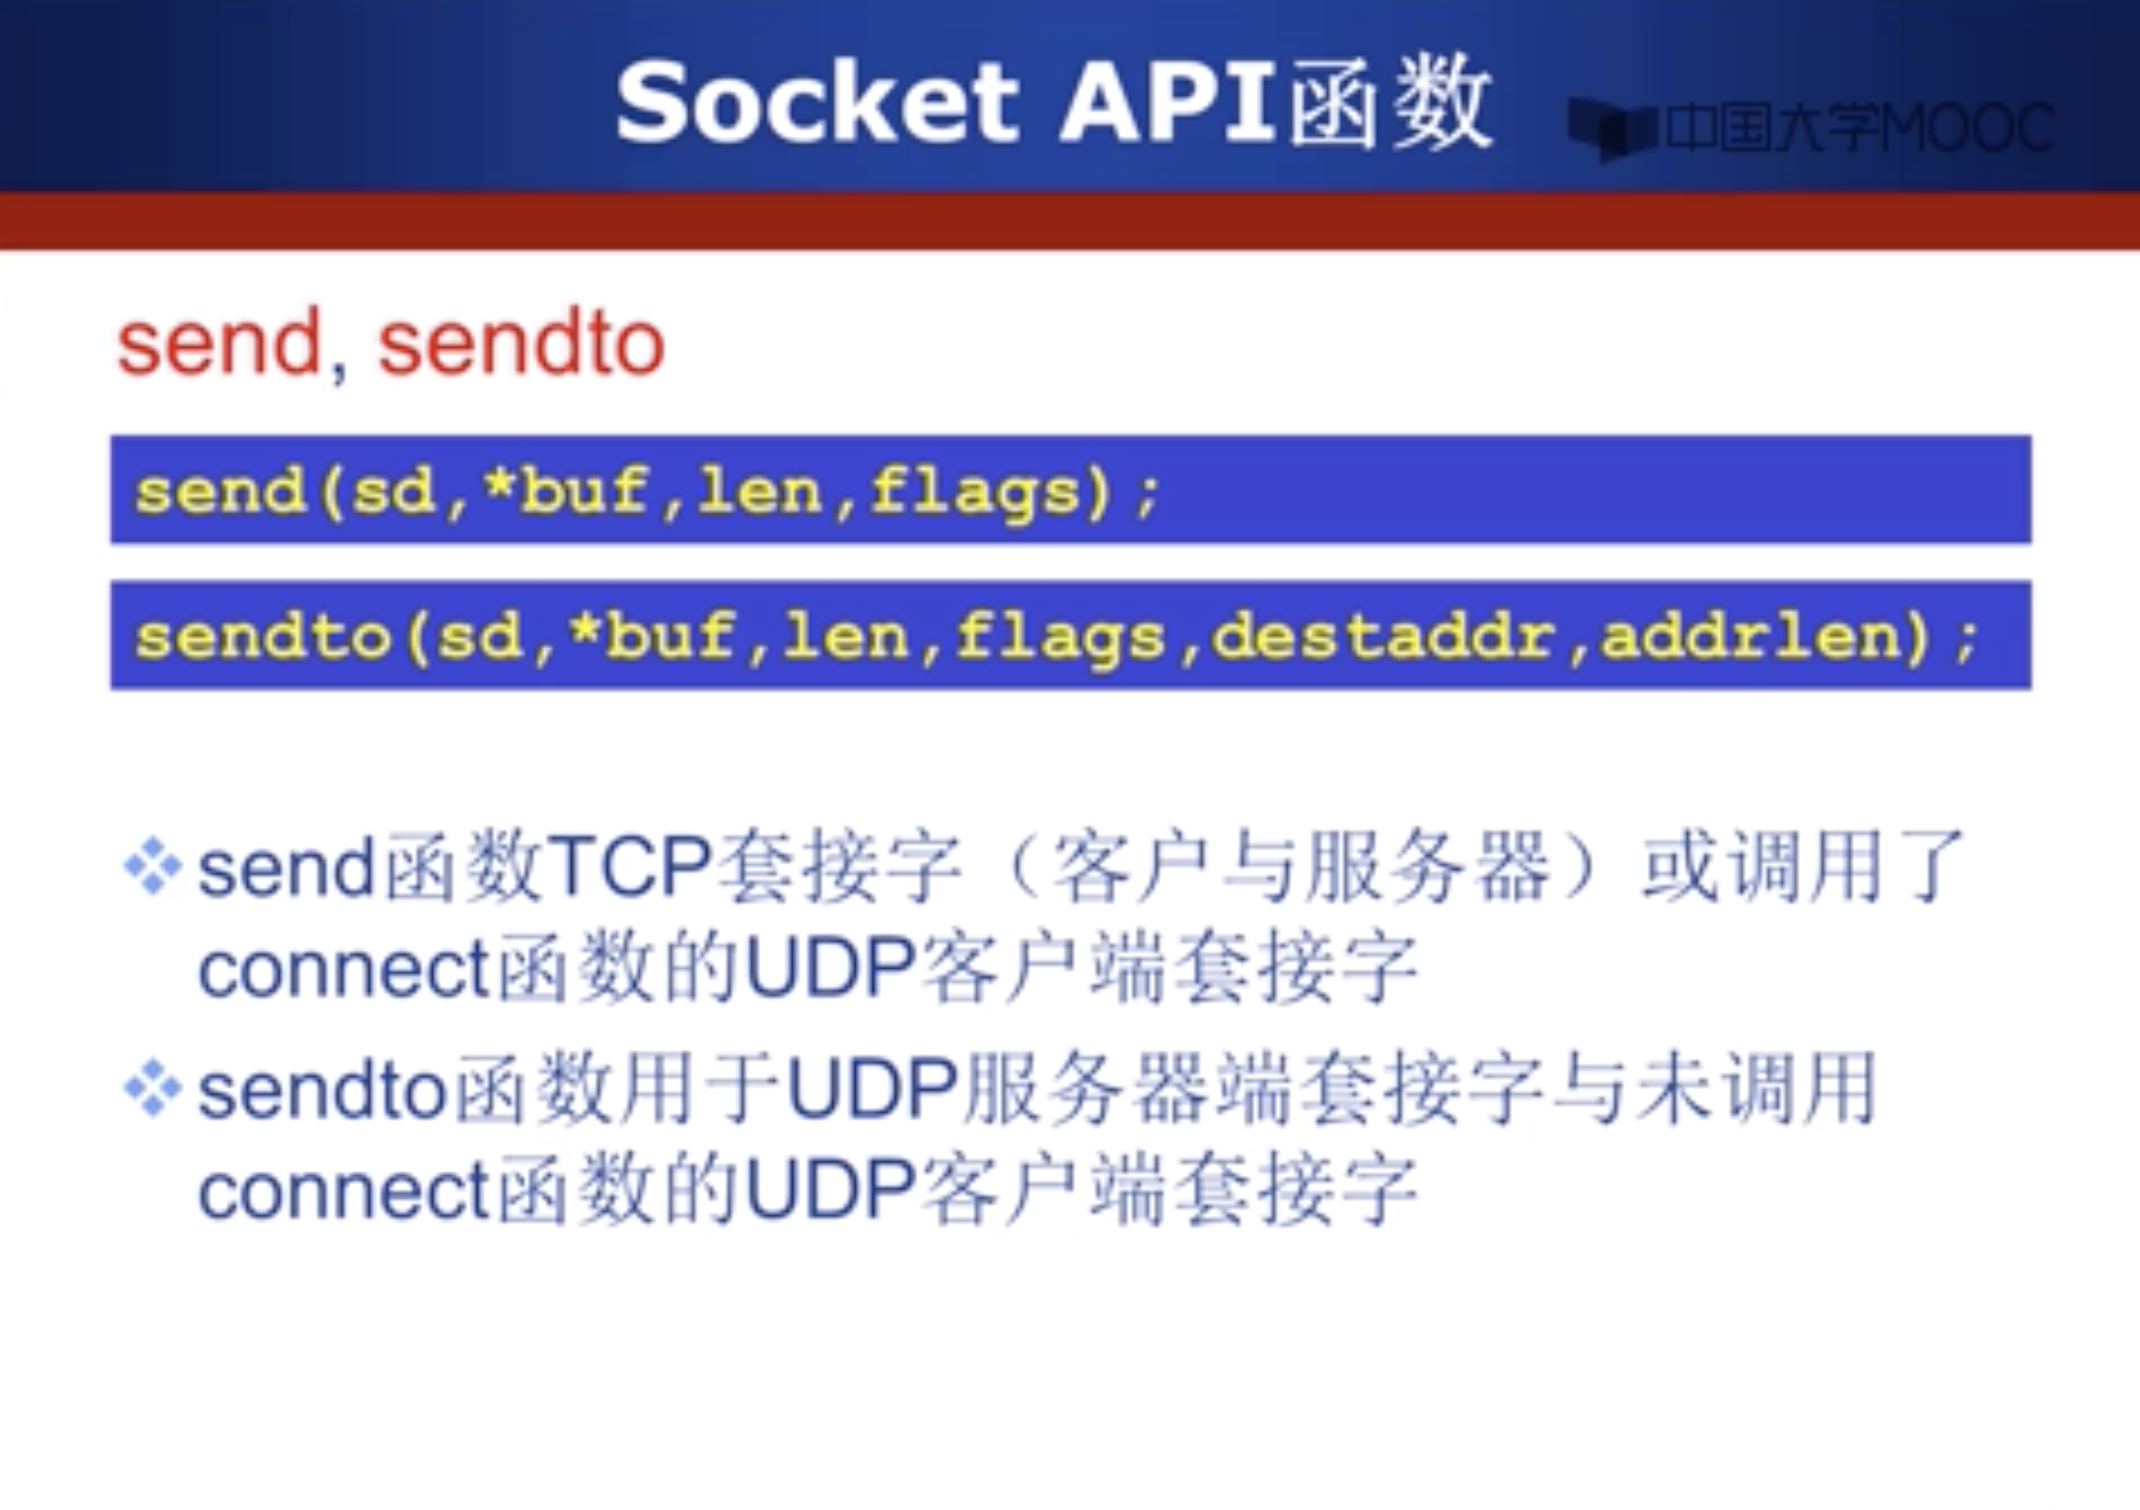 Socket API函数
中国大学MOOC
send, sendto
send(sd,*buf,len,flags);
sendto(sd,*buf,len,flags,destaddr,addrlen);
send函数TCP套接字（客户与服务器）或调用了
connect函数的UDP客户端套接字
sendto函数用于UDP服务器端套接字与未调用
connect函数的UDP客户端套接字